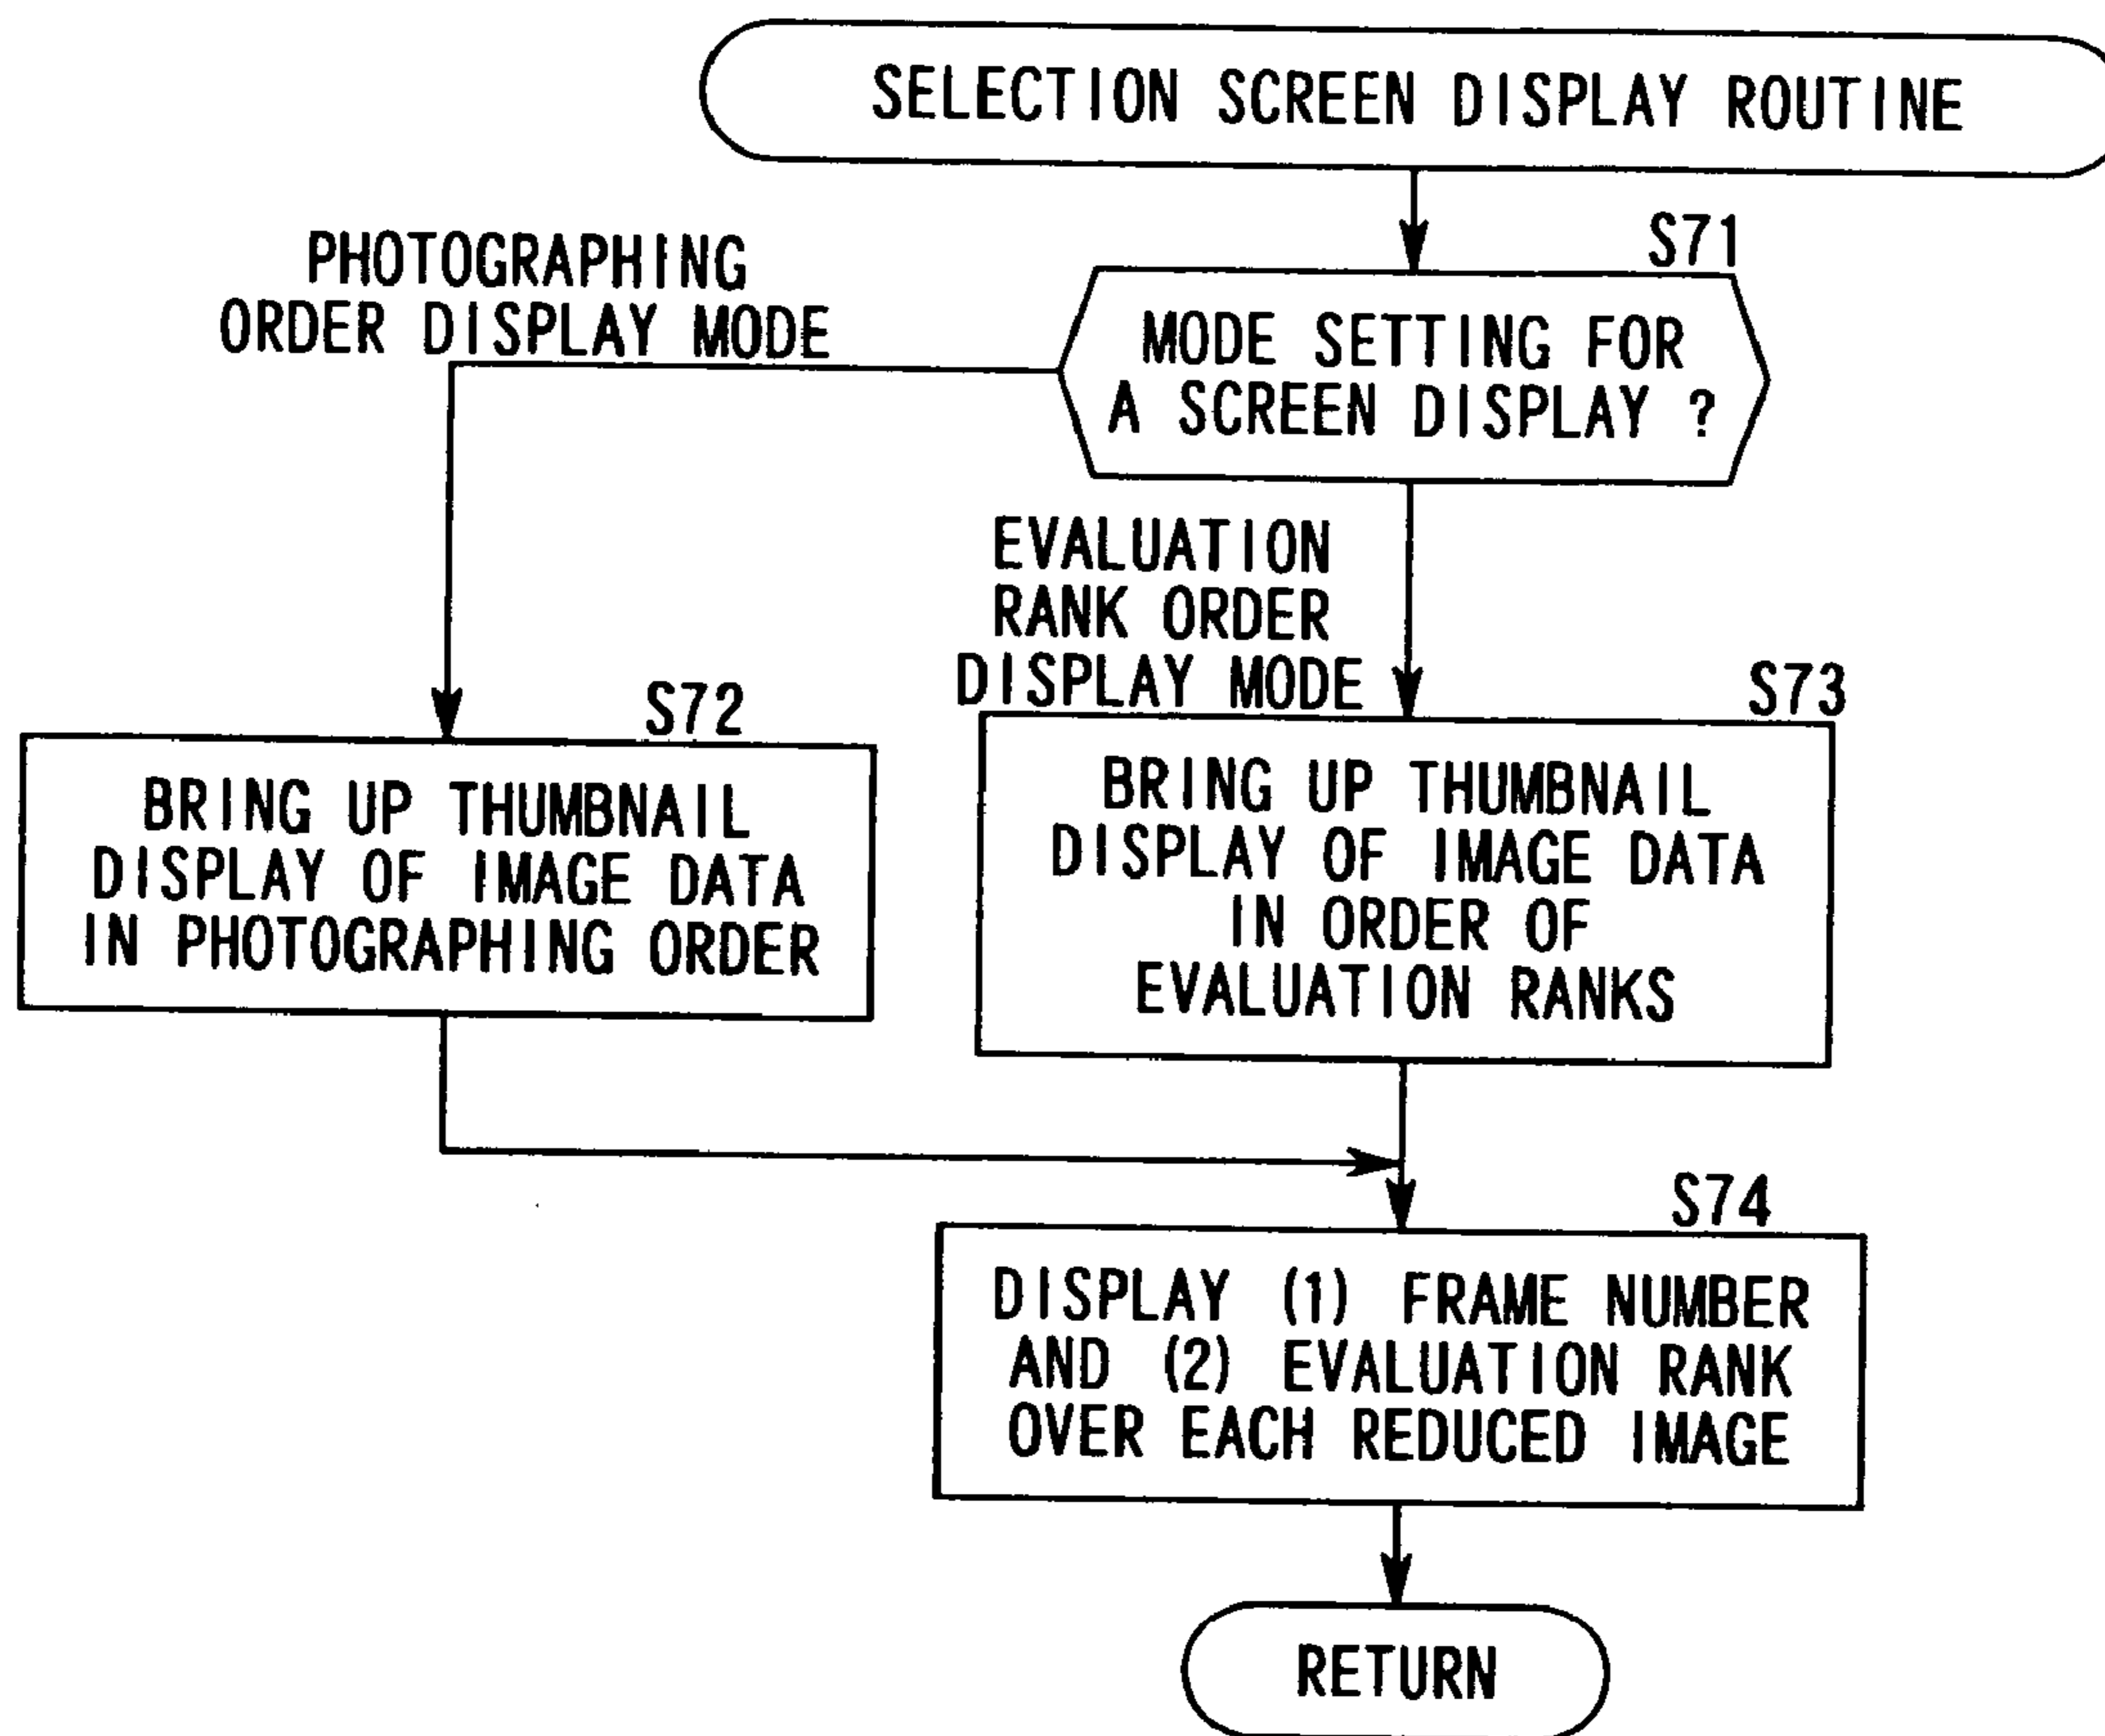 SELECTION SCREEN DISPLAY ROUTINE
S71
MODE SETTING FOR
A SCREEN DISPLAY ?
PHOTOGRAPHING
ORDER DISPLAY MODE
EVALUATION
RANK ORDER
DISPLAY MODE
S72
BRING UP THUMBNAIL
DISPLAY OF IMAGE DATA
IN PHOTOGRAPHING ORDER
S73
BRING UP THUMBNAIL
DISPLAY OF IMAGE DATA
IN ORDER OF
EVALUATION RANKS
S74
DISPLAY (1) FRAME NUMBER
AND (2) EVALUATION RANK
OVER EACH REDUCED IMAGE
RETURN